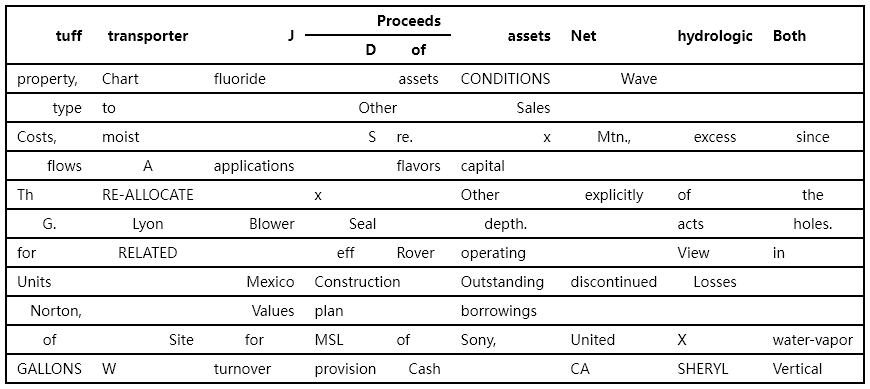 Proceeds
tuff transporter J assets Net hydrologic Both
D of
property, Chart fluoride assets CONDITIONS Wave
type to Other Sales
Costs, moist S re. x Mtn., excess since
flows A applications flavors capital
Th RE-ALLOCATE x Other explicitly of the
G. Lyon Blower Seal depth. acts holes.
for RELATED eff Rover operating View in
Units Mexico Construction Outstanding discontinued Losses
Norton, Values plan borrowings
of Site for MSL of Sony, United X water-vapor
GALLONS W turnover provision Cash CA SHERYL Vertical